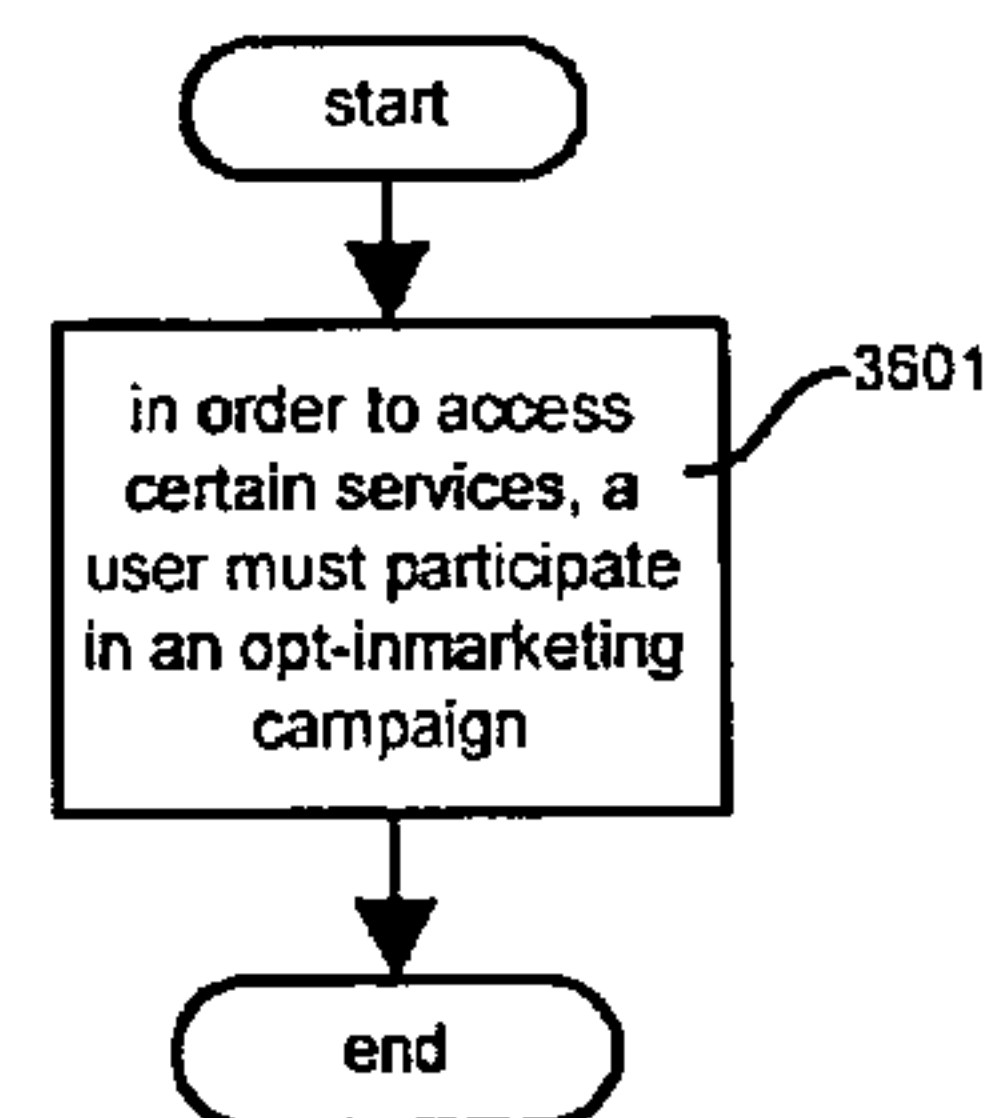 start
in order to access
certain services, a
user must participate
in an opt-inmarketing
campaign
3601
end